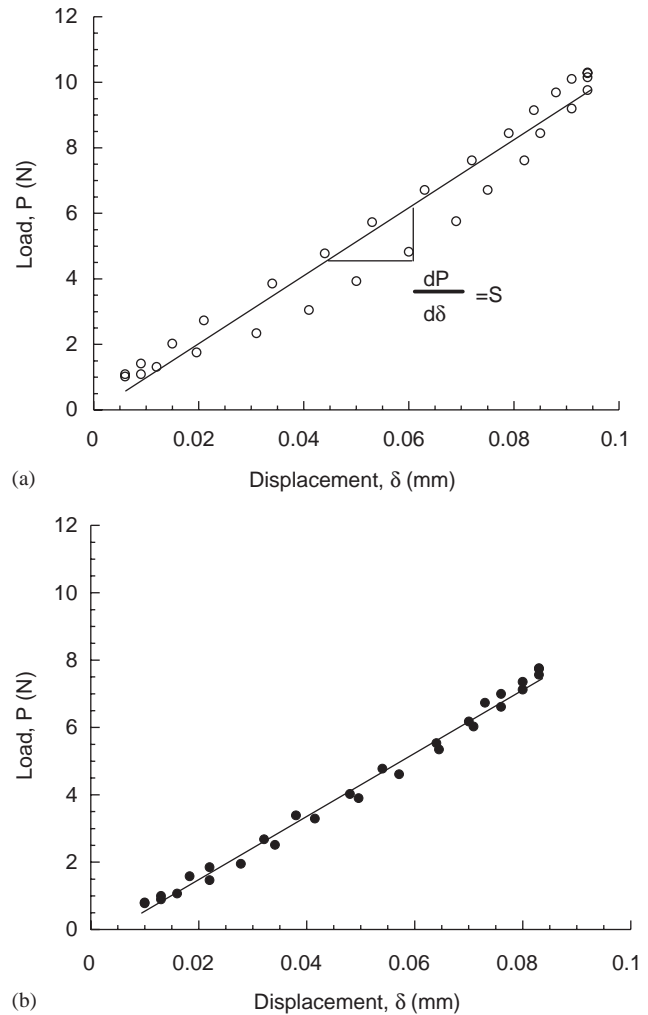 12
10
8
6
4
2
0
Load, P (N)
dP
dδ
=S
0 0.02 0.04 0.06 0.08 0.1
(a) Displacement, δ (mm)
12
10
8
6
4
2
0
Load, P (N)
0 0.02 0.04 0.06 0.08 0.1
(b) Displacement, δ (mm)